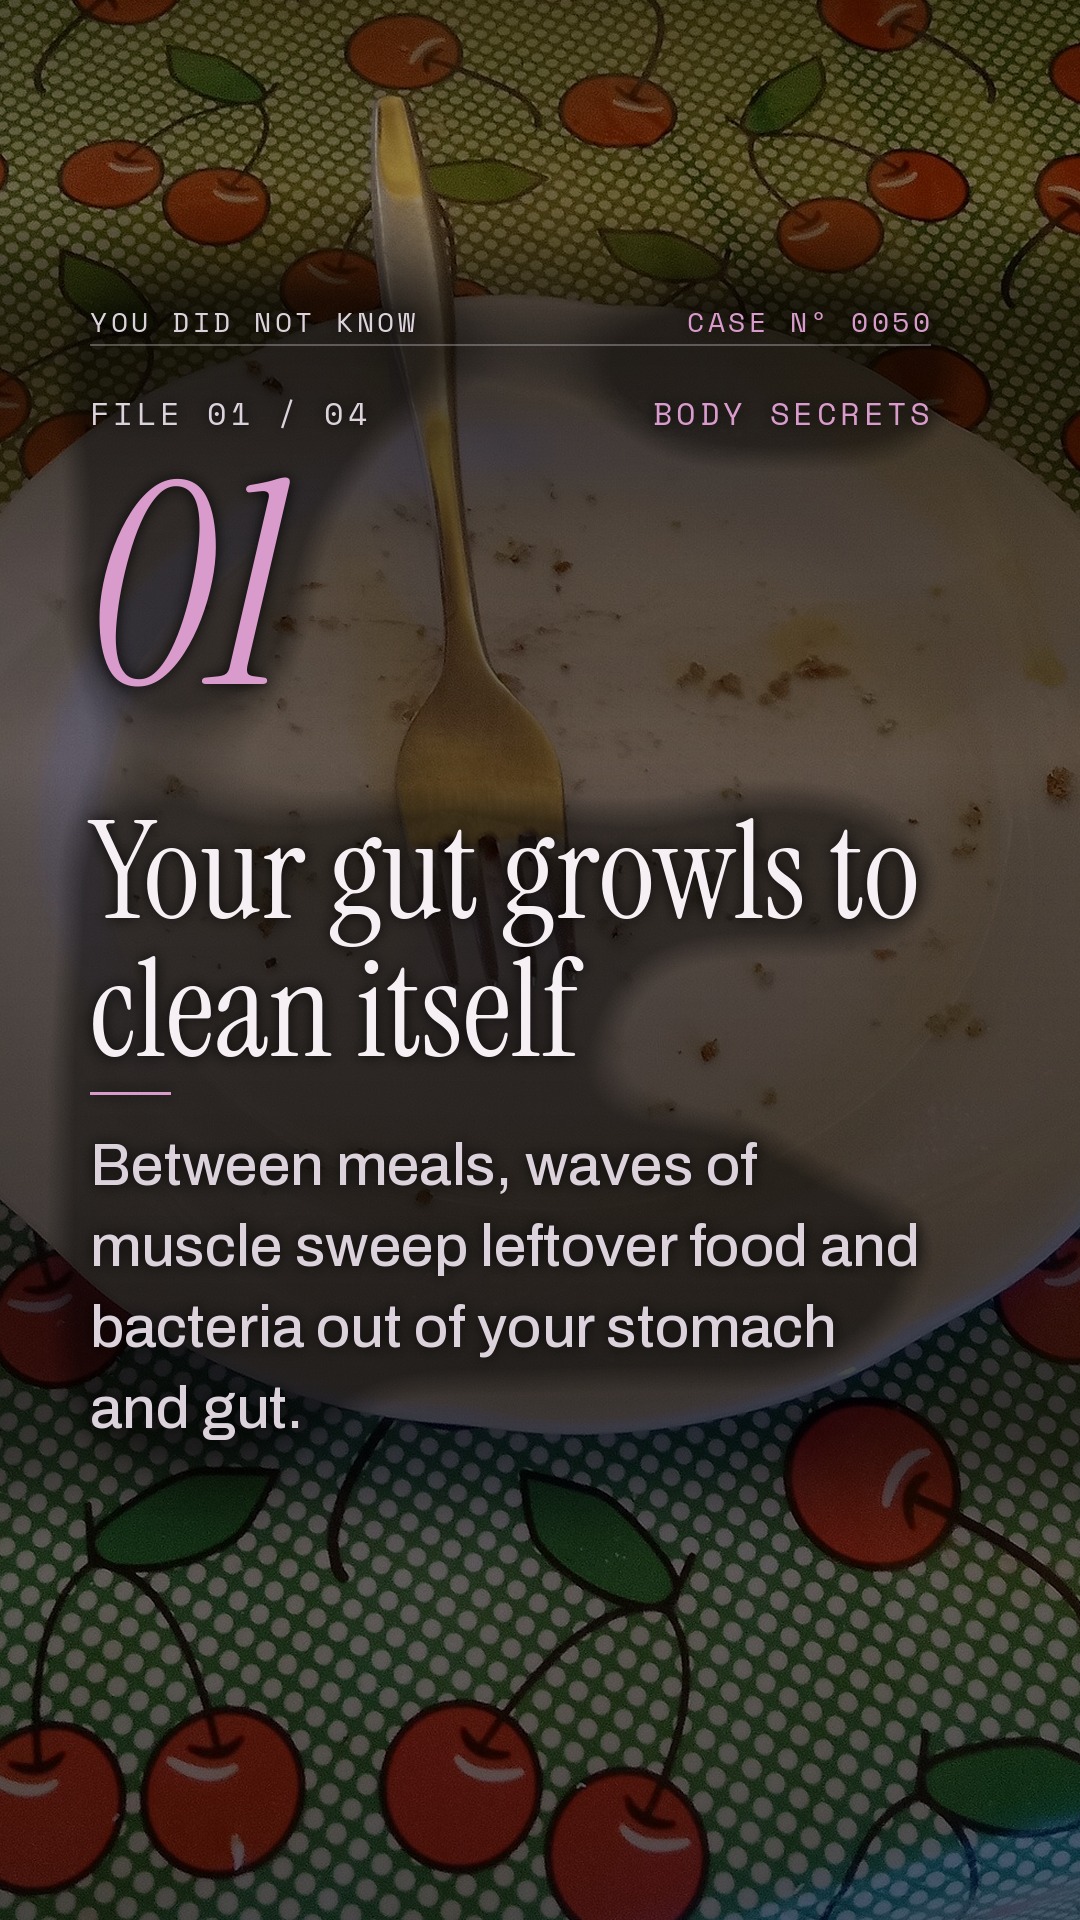 YOU DID NOT KNOW
CASE N° 0050
FILE 01 / 04
BODY SECRETS
01
Your gut growls to
clean itself
Between meals, waves of
muscle sweep leftover food and
bacteria out of your stomach
and gut.